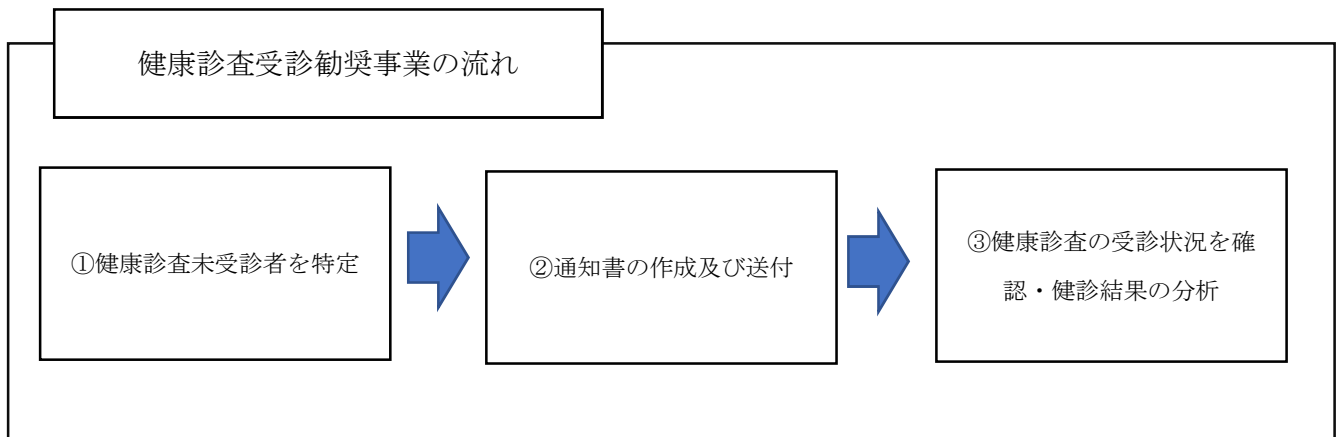 健康診査受診勧奨事業の流れ
①健康診査未受診者を特定
②通知書の作成及び送付
③健康診査の受診状況を確
認・健診結果の分析